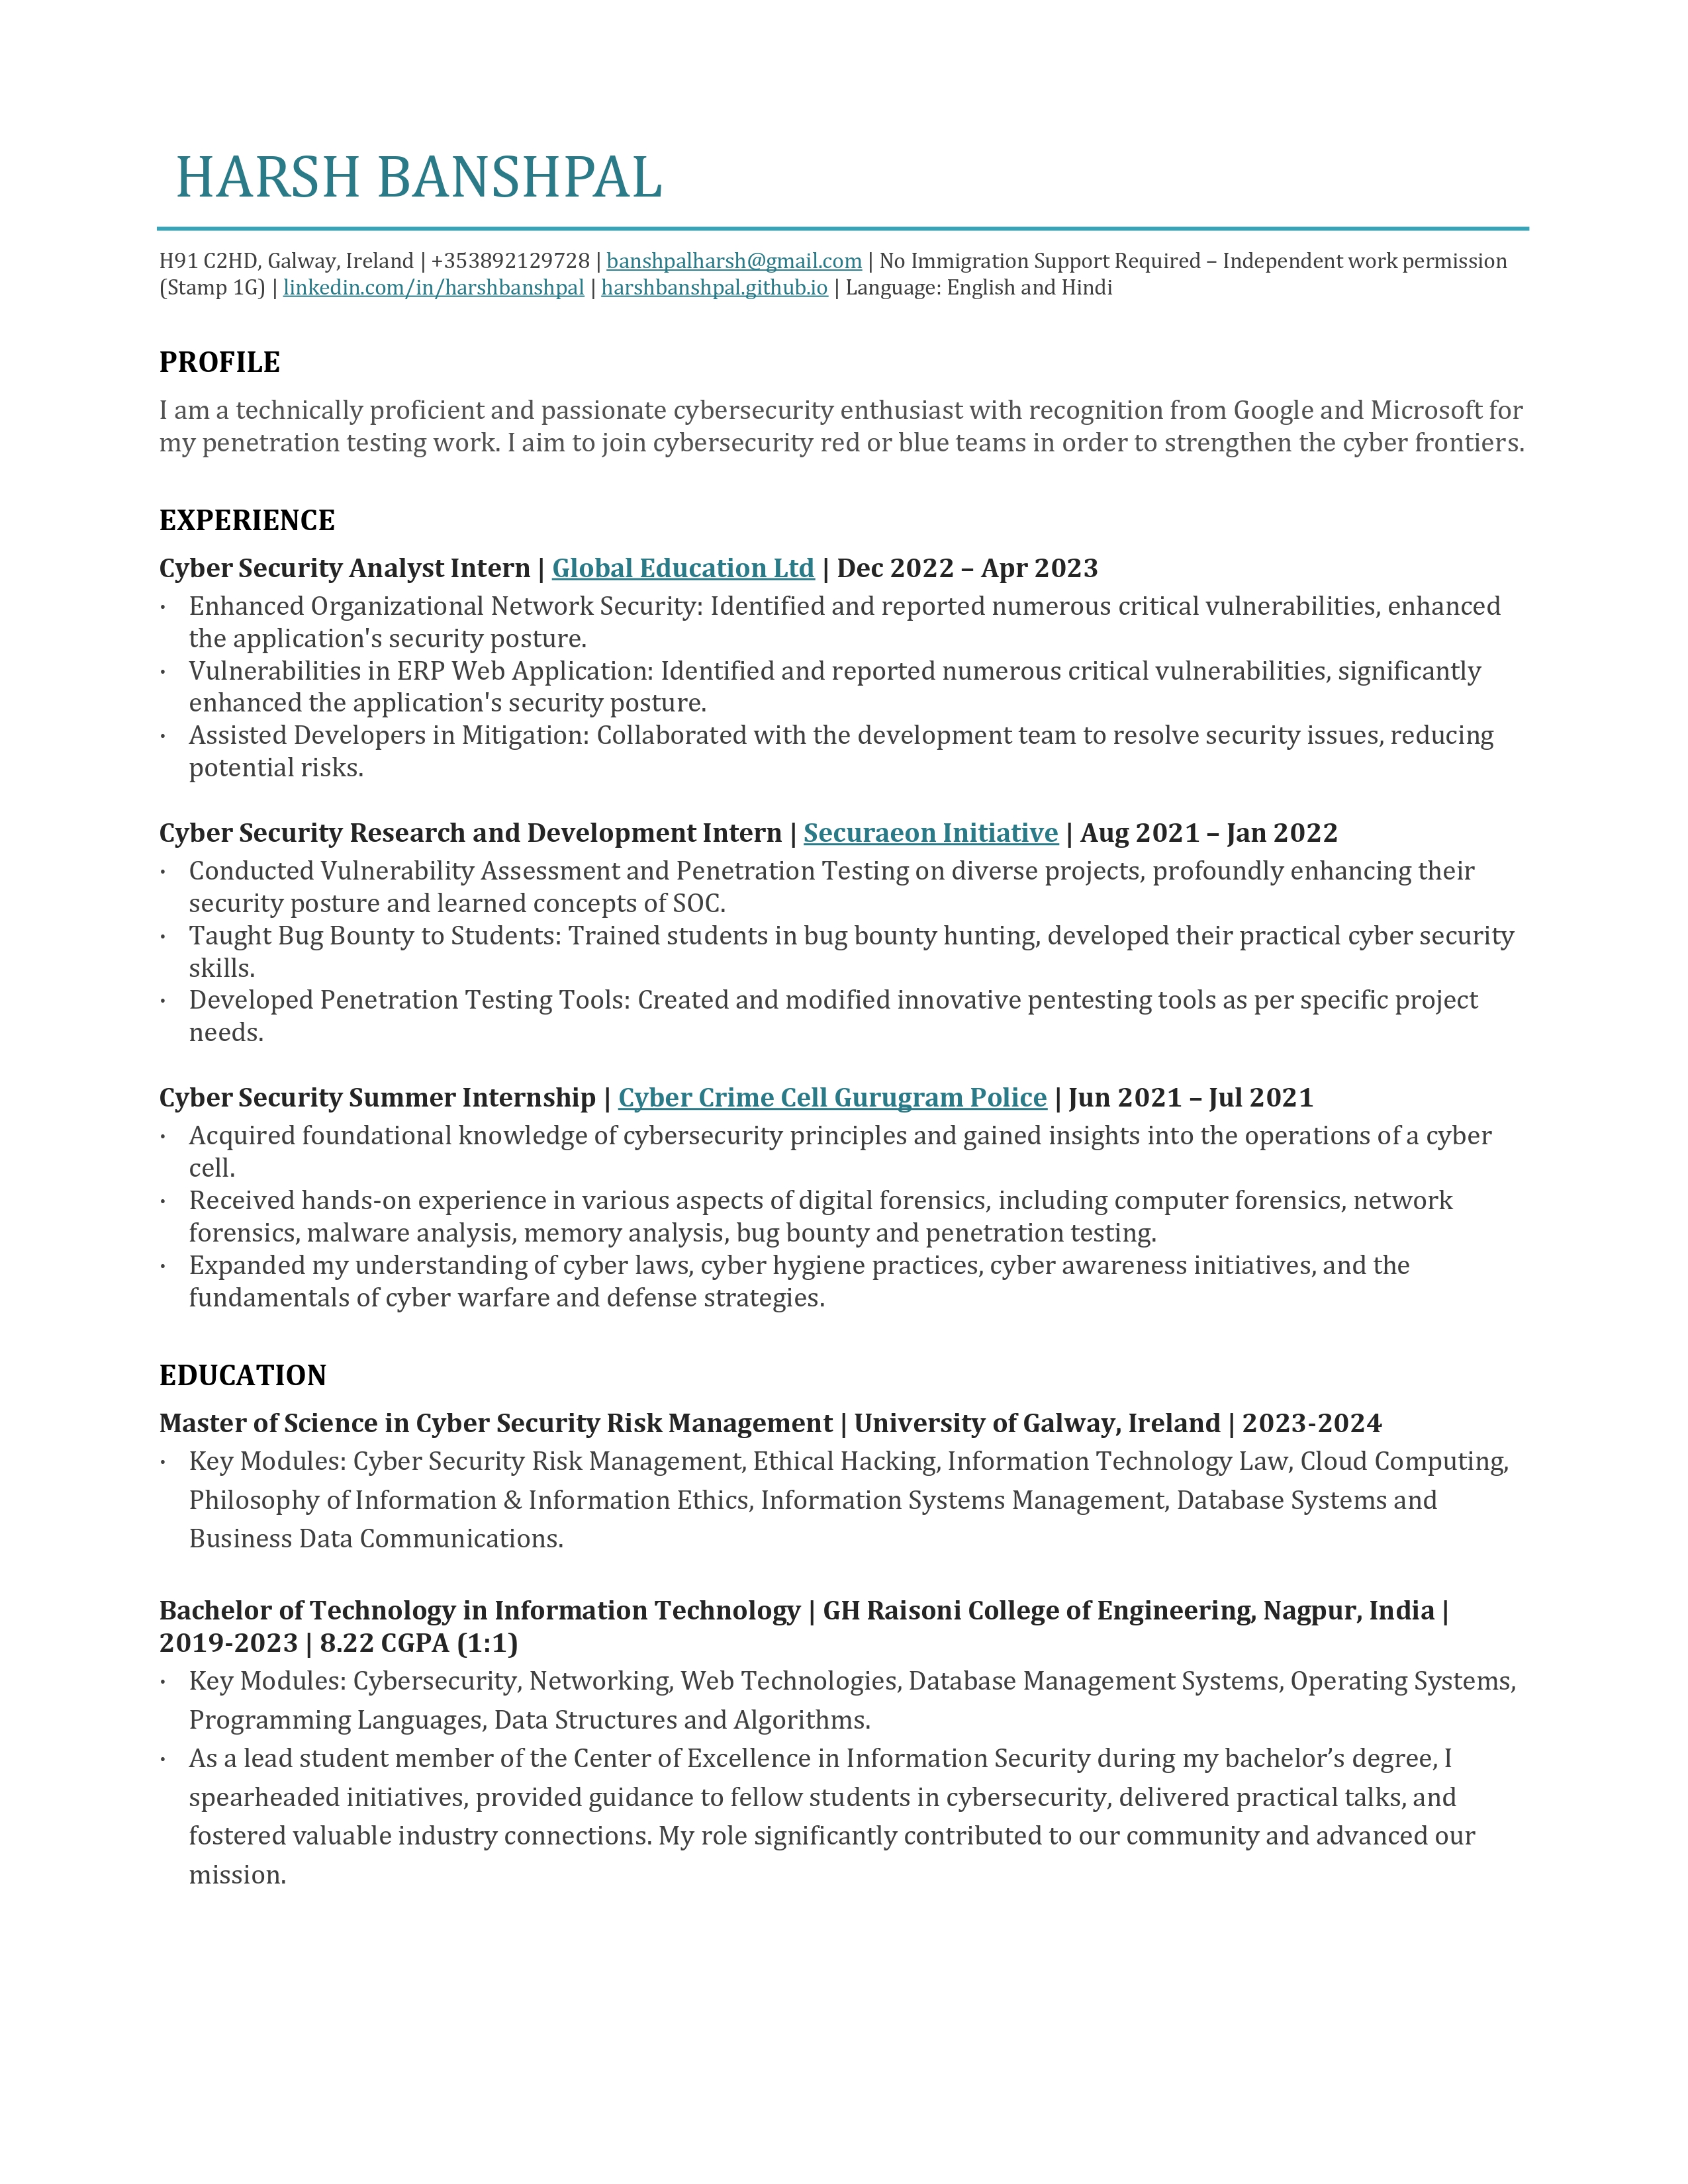 HARSH BANSHPAL
H91 C2HD, Galway, Ireland | +353892129728 | banshpalharsh@gmail.com | No Immigration Support Required – Independent work permission
(Stamp 1G) | linkedin.com/in/harshbanshpal | harshbanshpal.github.io | Language: English and Hindi
PROFILE
I am a technically proficient and passionate cybersecurity enthusiast with recognition from Google and Microsoft for
my penetration testing work. I aim to join cybersecurity red or blue teams in order to strengthen the cyber frontiers.
EXPERIENCE
Cyber Security Analyst Intern | Global Education Ltd | Dec 2022 – Apr 2023
· Enhanced Organizational Network Security: Identified and reported numerous critical vulnerabilities, enhanced
the application's security posture.
· Vulnerabilities in ERP Web Application: Identified and reported numerous critical vulnerabilities, significantly
enhanced the application's security posture.
· Assisted Developers in Mitigation: Collaborated with the development team to resolve security issues, reducing
potential risks.
Cyber Security Research and Development Intern | Securaeon Initiative | Aug 2021 – Jan 2022
· Conducted Vulnerability Assessment and Penetration Testing on diverse projects, profoundly enhancing their
security posture and learned concepts of SOC.
· Taught Bug Bounty to Students: Trained students in bug bounty hunting, developed their practical cyber security
skills.
· Developed Penetration Testing Tools: Created and modified innovative pentesting tools as per specific project
needs.
Cyber Security Summer Internship | Cyber Crime Cell Gurugram Police | Jun 2021 – Jul 2021
· Acquired foundational knowledge of cybersecurity principles and gained insights into the operations of a cyber
cell.
· Received hands-on experience in various aspects of digital forensics, including computer forensics, network
forensics, malware analysis, memory analysis, bug bounty and penetration testing.
· Expanded my understanding of cyber laws, cyber hygiene practices, cyber awareness initiatives, and the
fundamentals of cyber warfare and defense strategies.
EDUCATION
Master of Science in Cyber Security Risk Management | University of Galway, Ireland | 2023-2024
· Key Modules: Cyber Security Risk Management, Ethical Hacking, Information Technology Law, Cloud Computing,
Philosophy of Information & Information Ethics, Information Systems Management, Database Systems and
Business Data Communications.
Bachelor of Technology in Information Technology | GH Raisoni College of Engineering, Nagpur, India |
2019-2023 | 8.22 CGPA (1:1)
· Key Modules: Cybersecurity, Networking, Web Technologies, Database Management Systems, Operating Systems,
Programming Languages, Data Structures and Algorithms.
· As a lead student member of the Center of Excellence in Information Security during my bachelor’s degree, I
spearheaded initiatives, provided guidance to fellow students in cybersecurity, delivered practical talks, and
fostered valuable industry connections. My role significantly contributed to our community and advanced our
mission.